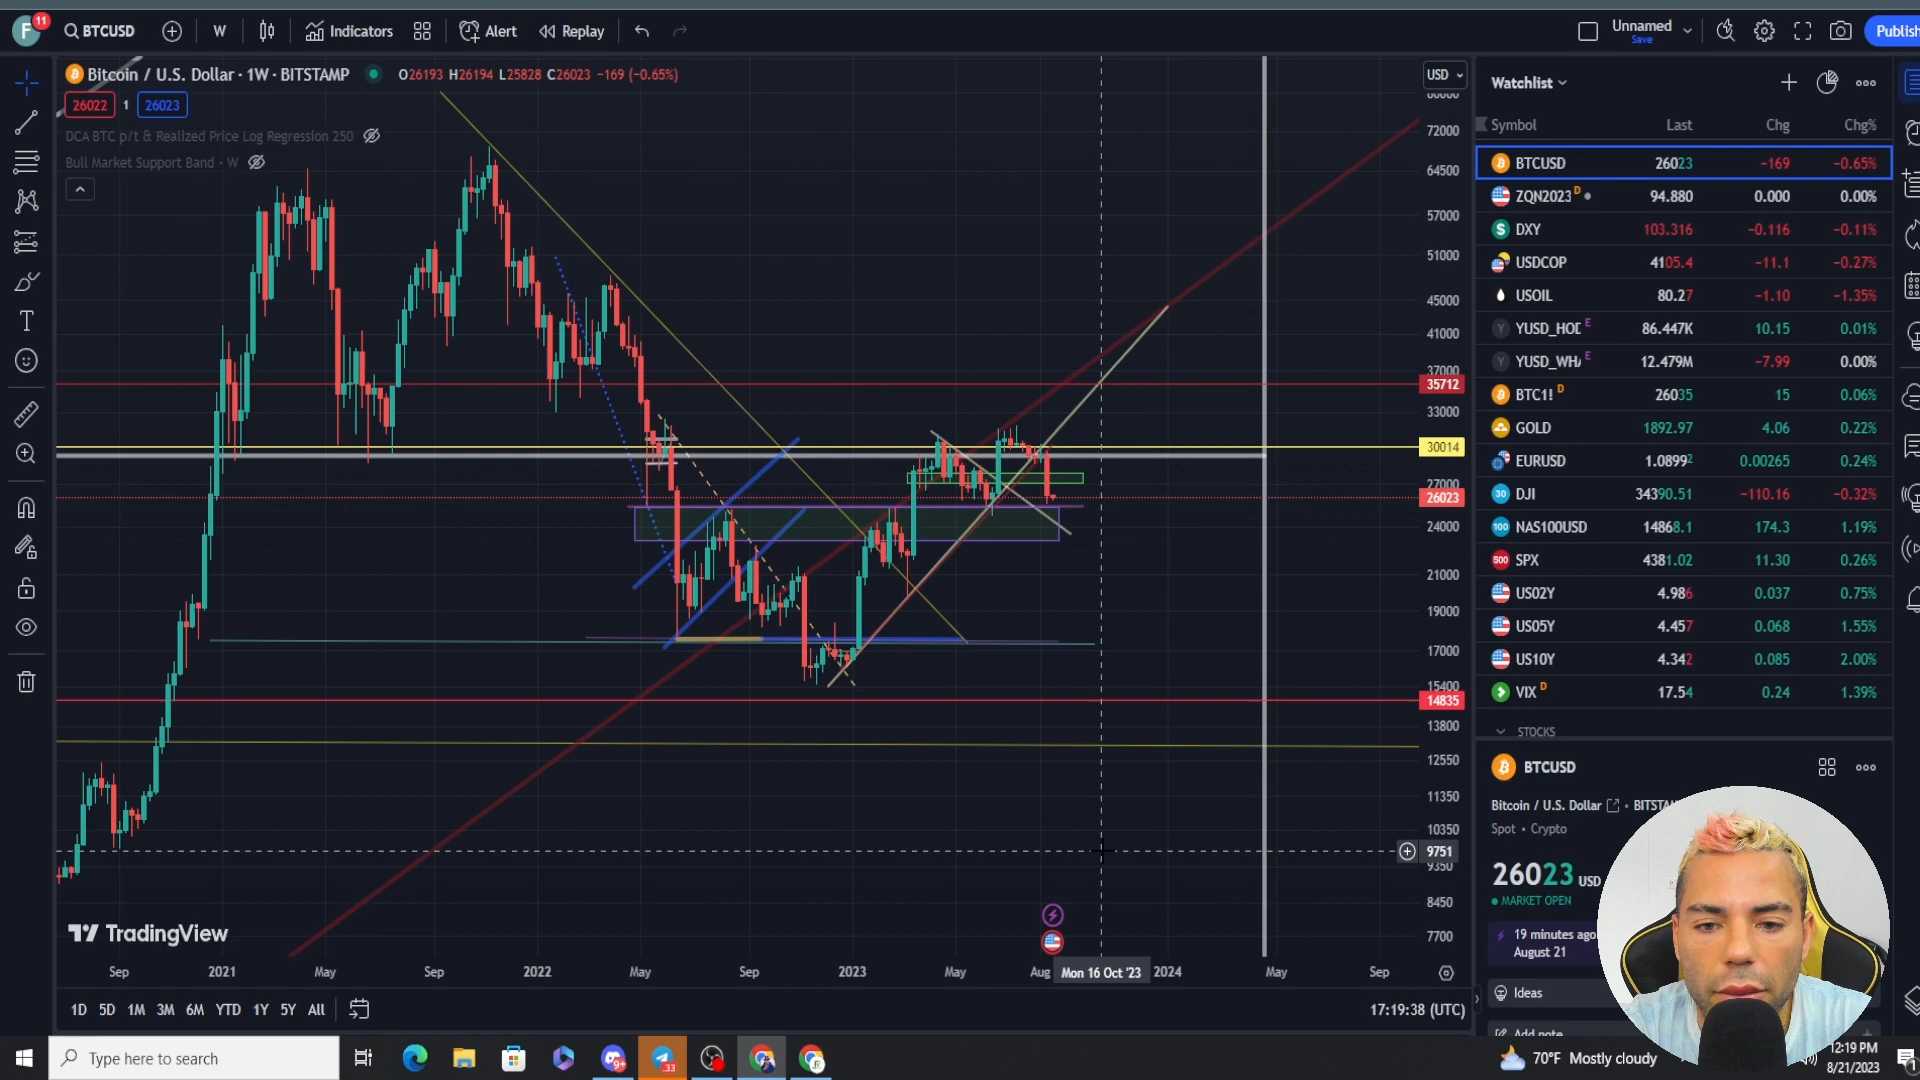 F
11
BTCUSD
W
Indicators
Alert
Replay
Unnamed
Save
Publish
Bitcoin / U.S. Dollar · 1W · BITSTAMP
O26193 H26194 L25828 C26023 −169 (−0.65%)
26022 1 26023
DCA BTC p/t & Realized Price Log Regression 250
Bull Market Support Band · W
USD
80000
72000
64500
57000
51000
45000
41000
37000
35712
33000
30014
27000
26023
24000
21000
19000
17000
15400
14835
13800
12550
11350
10350
9751
9350
8450
7700
TradingView
Sep 2021 May Sep 2022 May Sep 2023 May Aug Mon 16 Oct '23 2024 May Sep
1D 5D 1M 3M 6M YTD 1Y 5Y All
17:19:38 (UTC)
Watchlist
Symbol Last Chg Chg%
BTCUSD 26023 −169 −0.65%
ZQN2023 D 94.880 0.000 0.00%
DXY 103.316 −0.116 −0.11%
USDCOP 4105.4 −11.1 −0.27%
USOIL 80.27 −1.10 −1.35%
YUSD_HOD E 86.447K 10.15 0.01%
YUSD_WHA E 12.479M −7.99 0.00%
BTC1! D 26035 15 0.06%
GOLD 1892.97 4.06 0.22%
EURUSD 1.08992 0.00265 0.24%
DJI 34390.51 −110.16 −0.32%
NAS100USD 14868.1 174.3 1.19%
SPX 4381.02 11.30 0.26%
US02Y 4.986 0.037 0.75%
US05Y 4.457 0.068 1.55%
US10Y 4.342 0.085 2.00%
VIX D 17.54 0.24 1.39%
STOCKS
BTCUSD
Bitcoin / U.S. Dollar · BITSTA
Spot • Crypto
26023 USD
MARKET OPEN
19 minutes ago
August 21
Ideas
Add note
Type here to search
9+
33
70°F Mostly cloudy
12:19 PM
8/21/2023